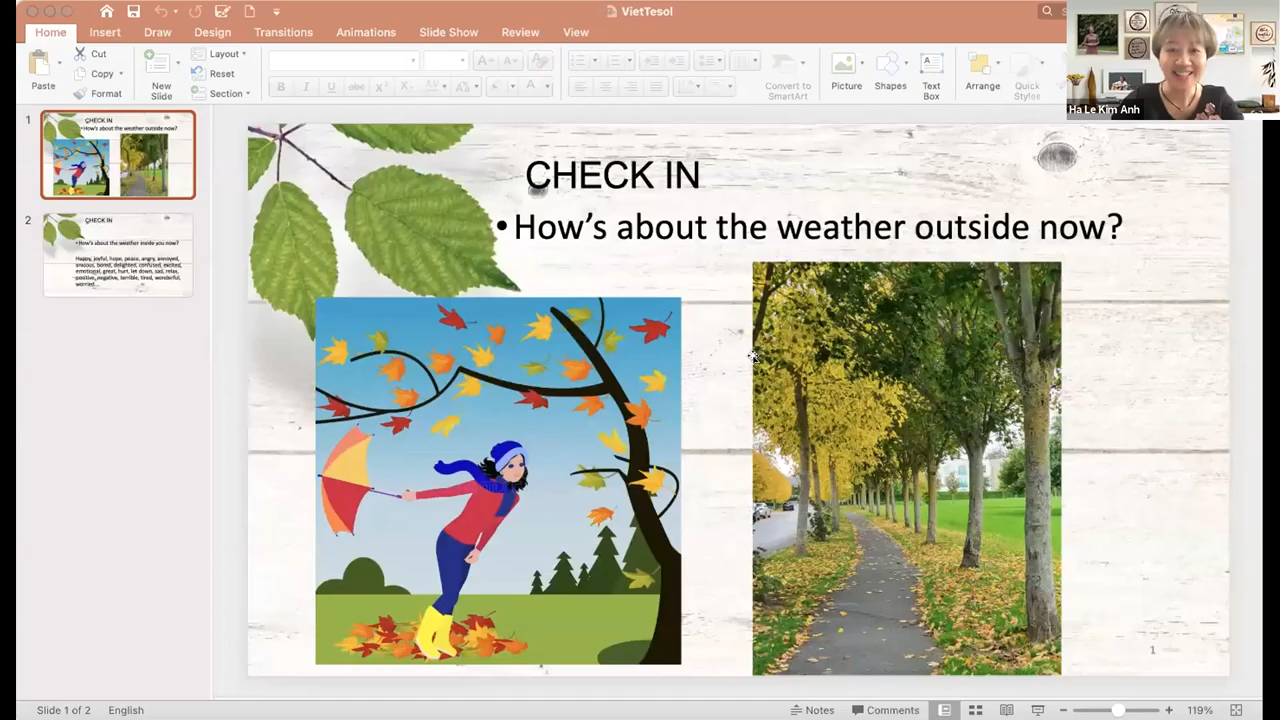 VietTesol
Home Insert Draw Design Transitions Animations Slide Show Review View
Paste
Cut
Copy
Format
New Slide
Layout
Reset
Section
Convert to SmartArt
Picture
Shapes
Text Box
Arrange
Quick Styles
Ha Le Kim Anh
1
CHECK IN
How's about the weather outside now?
2
CHECK IN
•How's about the weather inside you now?
Happy, joyful, hope, peace, angry, annoyed,
anxious, bored, delighted, confused, excited,
emotional, great, hurt, let down, sad, relax,
positive, negative, terrible, tired, wonderful,
worried...
CHECK IN
•How's about the weather outside now?
1
Slide 1 of 2 English Notes Comments 119%